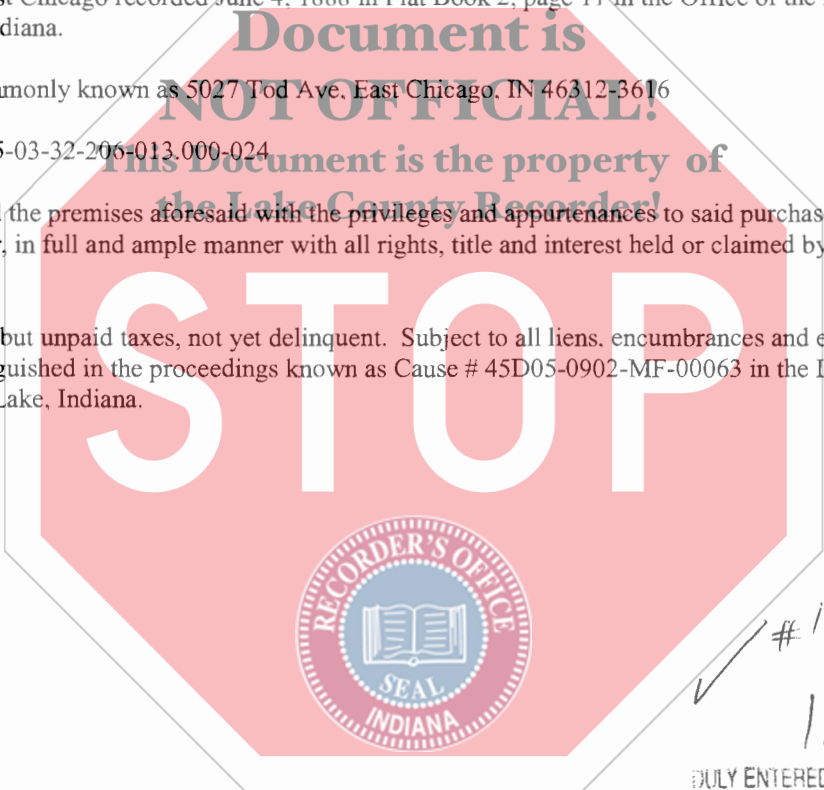 st Chicago recorded June 4, 1888 in Plat Book 2, page 17 in the Office of the
diana.
Document is
NOT OFFICIAL!
This Document is the property of
the Lake County Recorder!
mmonly known as 5027 Tod Ave, East Chicago, IN 46312-3616
5-03-32-206-013.000-024
the premises aforesaid with the privileges and appurtenances to said purchas
, in full and ample manner with all rights, title and interest held or claimed by
but unpaid taxes, not yet delinquent. Subject to all liens, encumbrances and e
guished in the proceedings known as Cause # 45D05-0902-MF-00063 in the L
Lake, Indiana.
STOP
RECORDER'S OFFICE
SEAL
INDIANA
#
DULY ENTERED